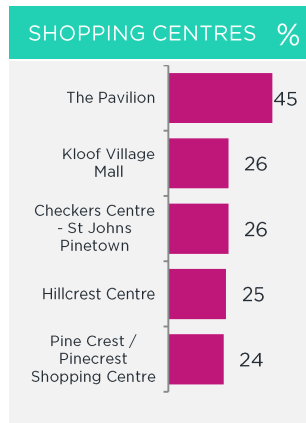 SHOPPING CENTRES %
The Pavilion 45
Kloof Village
Mall 26
Checkers Centre
- St Johns
Pinetown 26
Hillcrest Centre 25
Pine Crest /
Pinecrest
Shopping Centre 24